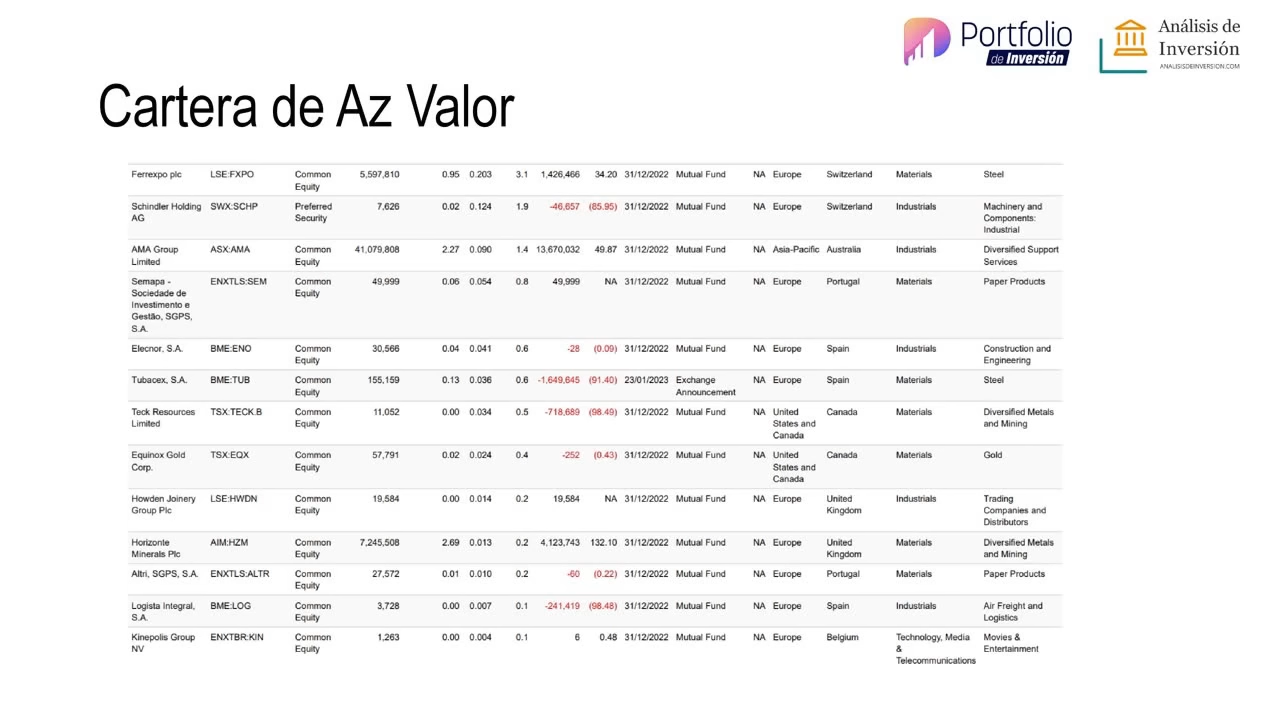 Portfolio
de Inversión
Análisis de
Inversión
ANALISISDEINVERSION.COM
Cartera de Az Valor
Ferrexpo plc LSE:FXPO Common 5,597,810 0.95 0.203 3.1 1,426,466 34.20 31/12/2022 Mutual Fund NA Europe Switzerland Materials Steel
Equity
Schindler Holding SWX:SCHP Preferred 7,626 0.02 0.124 1.9 -46,657 (85.95) 31/12/2022 Mutual Fund NA Europe Switzerland Industrials Machinery and
AG Security Components:
Industrial
AMA Group ASX:AMA Common 41,079,808 2.27 0.090 1.4 13,670,032 49.87 31/12/2022 Mutual Fund NA Asia-Pacific Australia Industrials Diversified Support
Limited Equity Services
Semapa - ENXTLS:SEM Common 49,999 0.06 0.054 0.8 49,999 NA 31/12/2022 Mutual Fund NA Europe Portugal Materials Paper Products
Sociedade de Equity
Investimento e
Gestão, SGPS,
S.A.
Elecnor, S.A. BME:ENO Common 30,566 0.04 0.041 0.6 -28 (0.09) 31/12/2022 Mutual Fund NA Europe Spain Industrials Construction and
Equity Engineering
Tubacex, S.A. BME:TUB Common 155,159 0.13 0.036 0.6 -1,649,645 (91.40) 23/01/2023 Exchange NA Europe Spain Materials Steel
Equity Announcement
Teck Resources TSX:TECK.B Common 11,052 0.00 0.034 0.5 -718,689 (98.49) 31/12/2022 Mutual Fund NA United Canada Materials Diversified Metals
Limited Equity States and and Mining
Canada
Equinox Gold TSX:EQX Common 57,791 0.02 0.024 0.4 -252 (0.43) 31/12/2022 Mutual Fund NA United Canada Materials Gold
Corp. Equity States and
Canada
Howden Joinery LSE:HWDN Common 19,584 0.00 0.014 0.2 19,584 NA 31/12/2022 Mutual Fund NA Europe United Industrials Trading
Group Plc Equity Kingdom Companies and
Distributors
Horizonte AIM:HZM Common 7,245,508 2.69 0.013 0.2 4,123,743 132.10 31/12/2022 Mutual Fund NA Europe United Materials Diversified Metals
Minerals Plc Equity Kingdom and Mining
Altri, SGPS, S.A. ENXTLS:ALTR Common 27,572 0.01 0.010 0.2 -60 (0.22) 31/12/2022 Mutual Fund NA Europe Portugal Materials Paper Products
Equity
Logista Integral, BME:LOG Common 3,728 0.00 0.007 0.1 -241,419 (98.48) 31/12/2022 Mutual Fund NA Europe Spain Industrials Air Freight and
S.A. Equity Logistics
Kinepolis Group ENXTBR:KIN Common 1,263 0.00 0.004 0.1 6 0.48 31/12/2022 Mutual Fund NA Europe Belgium Technology, Media Movies &
NV Equity & Entertainment
Telecommunications